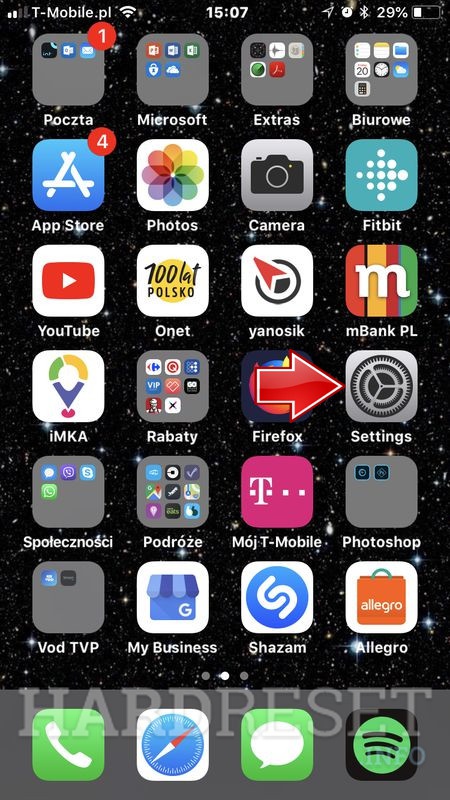 T-Mobile.pl 15:07 29%
1
Poczta Microsoft Extras Biurowe
4
App Store Photos Camera Fitbit
100 lat
POLSKO
m
YouTube Onet yanosik mBank PL
VIP
KFC
iMKA Rabaty Firefox Settings
eats
T
Społeczności Podróże Mój T-Mobile Photoshop
G
allegro
Vod TVP My Business Shazam Allegro
HARDRESET
INFO